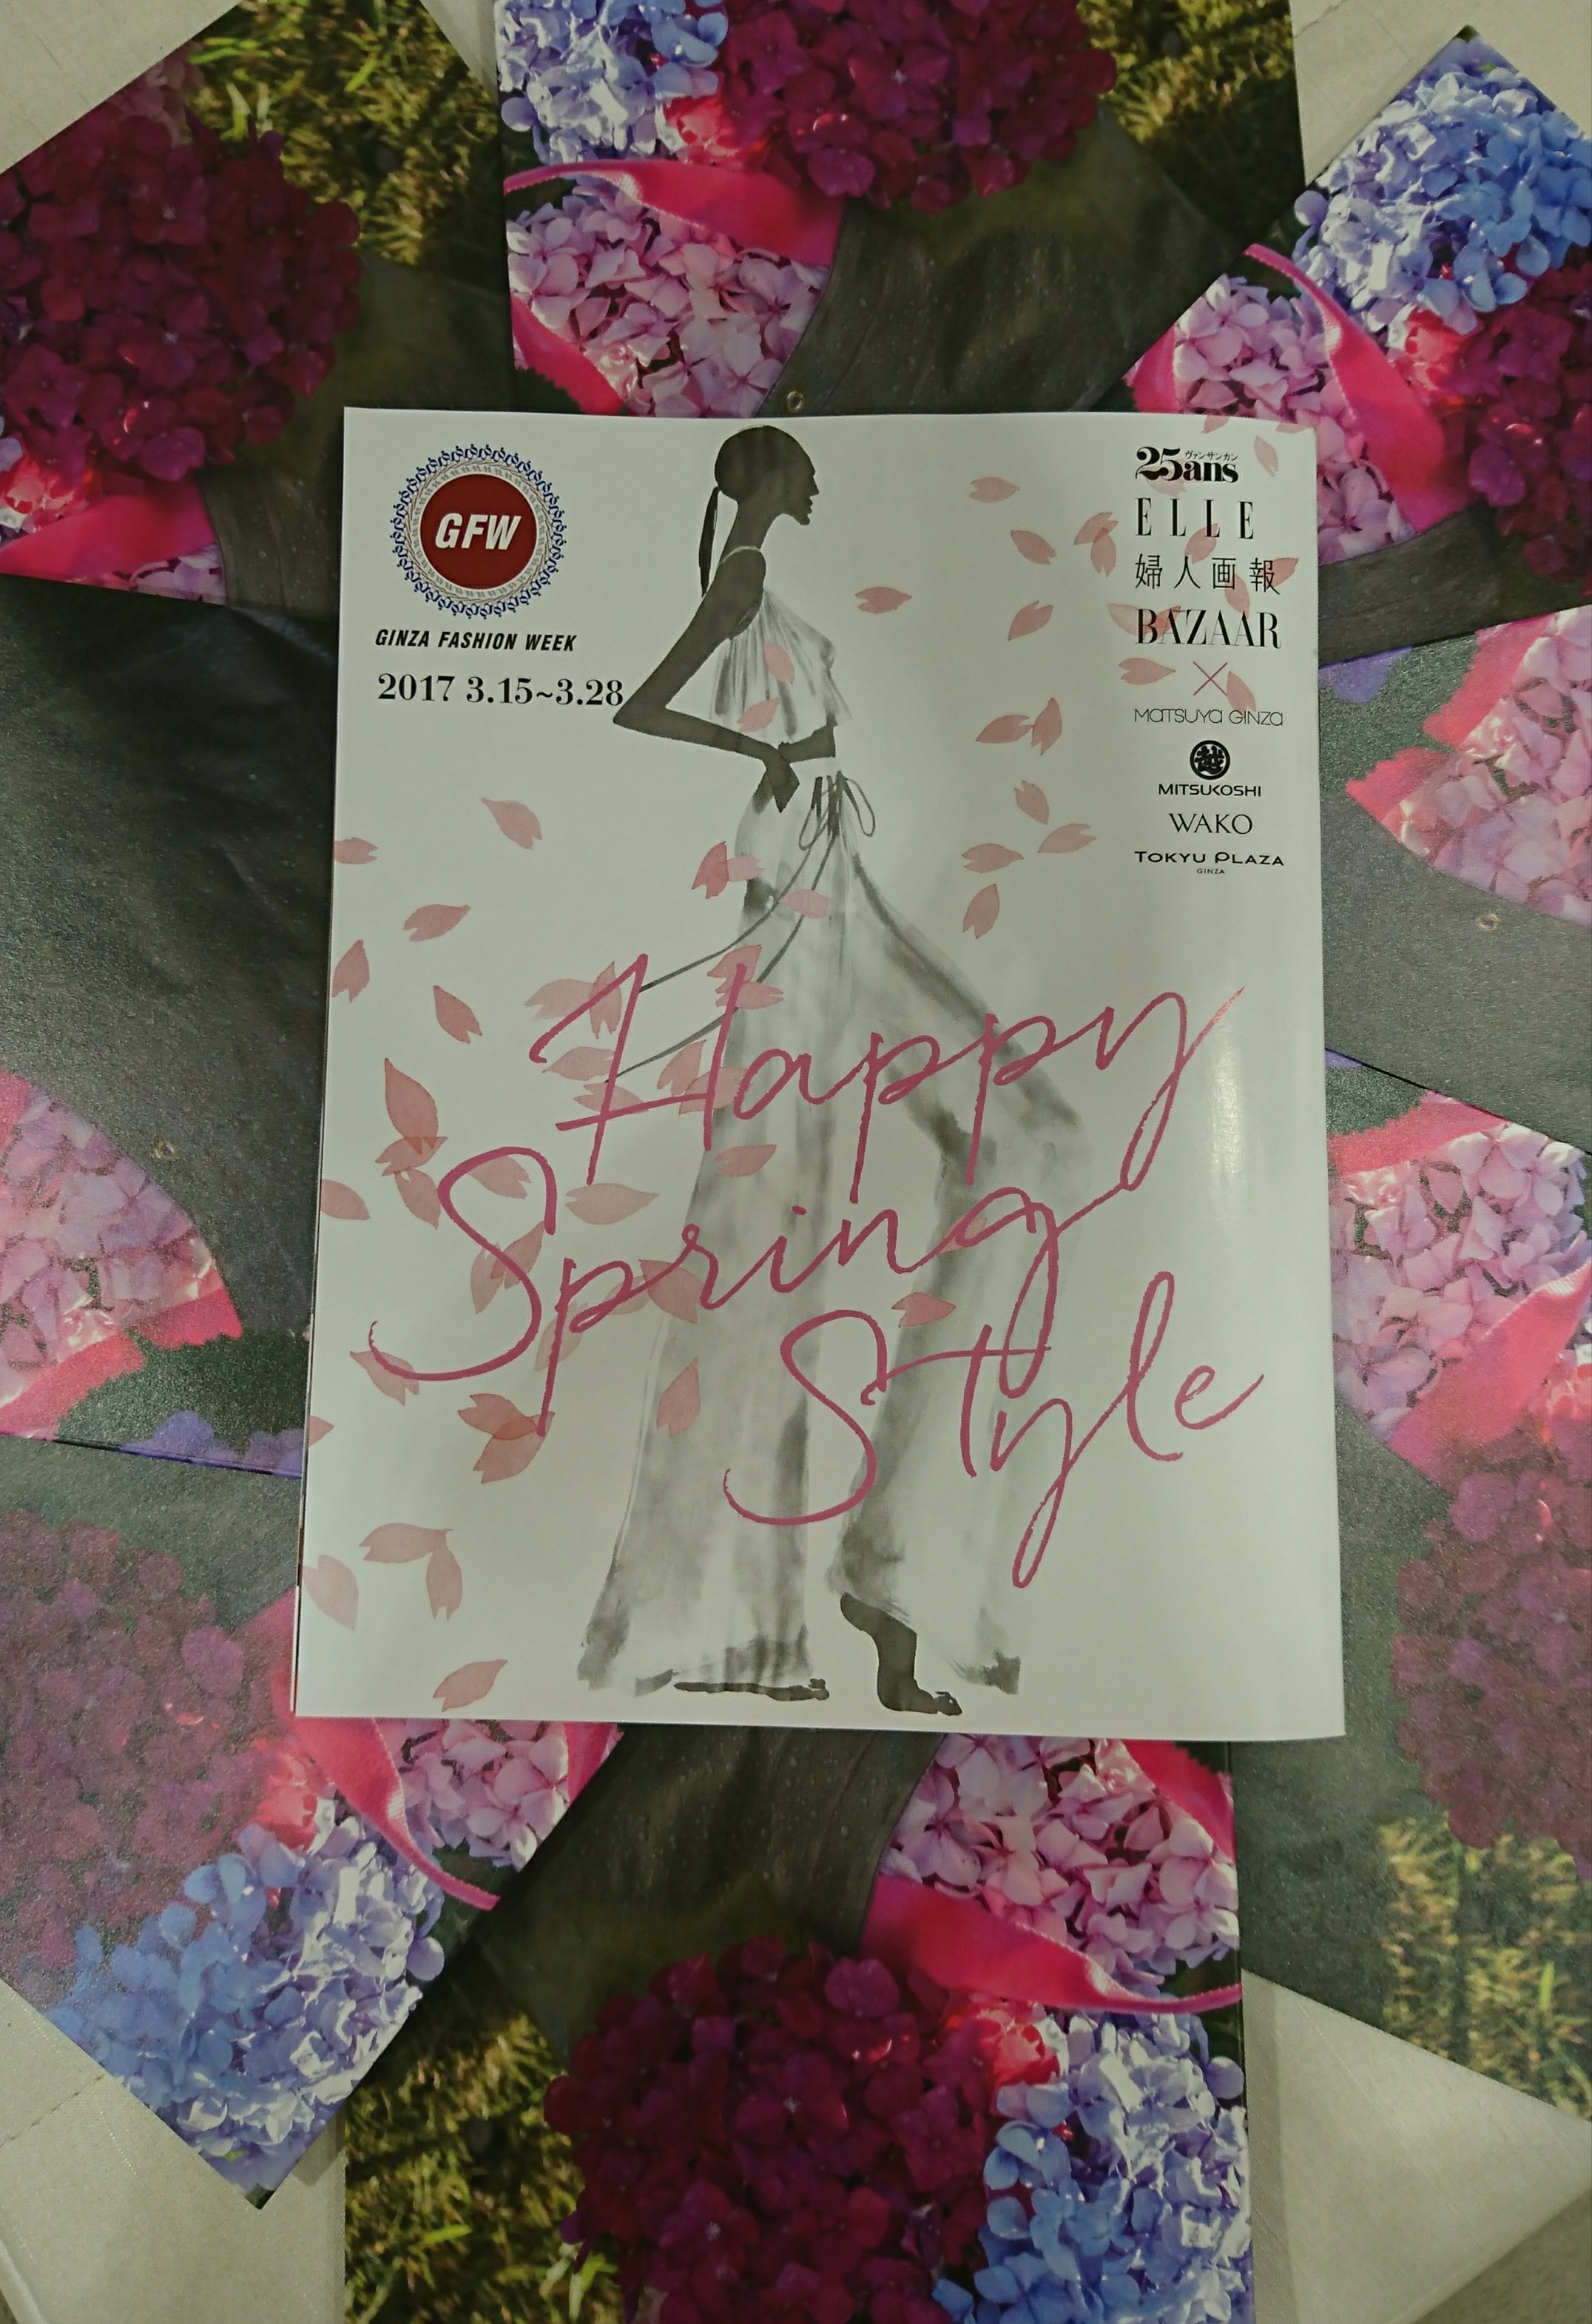 GFW
GINZA FASHION WEEK
2017 3.15~3.28
ヴァンサンカン
25ans
ELLE
婦人画報
BAZAAR
×
MATSUYA GINZA
越
MITSUKOSHI
WAKO
TOKYU PLAZA
GINZA
Happy
Spring
Style